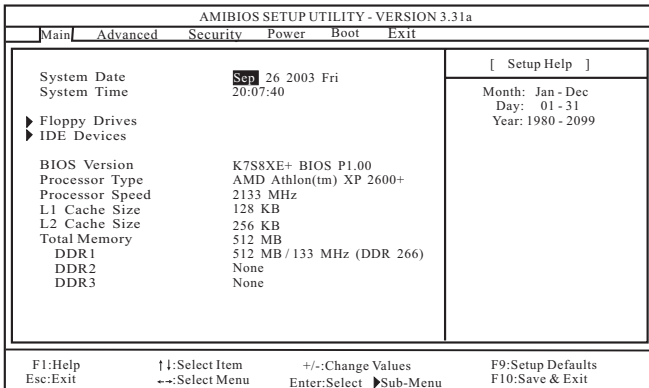 AMIBIOS SETUP UTILITY - VERSION 3.31a
Main Advanced Security Power Boot Exit
System Date Sep 26 2003 Fri
System Time 20:07:40
Floppy Drives
IDE Devices
BIOS Version K7S8XE+ BIOS P1.00
Processor Type AMD Athlon(tm) XP 2600+
Processor Speed 2133 MHz
L1 Cache Size 128 KB
L2 Cache Size 256 KB
Total Memory 512 MB
DDR1 512 MB / 133 MHz (DDR 266)
DDR2 None
DDR3 None
[ Setup Help ]
Month: Jan - Dec
Day: 01 - 31
Year: 1980 - 2099
F1:Help ↑↓:Select Item +/-:Change Values F9:Setup Defaults
Esc:Exit ←→:Select Menu Enter:Select ▶Sub-Menu F10:Save & Exit